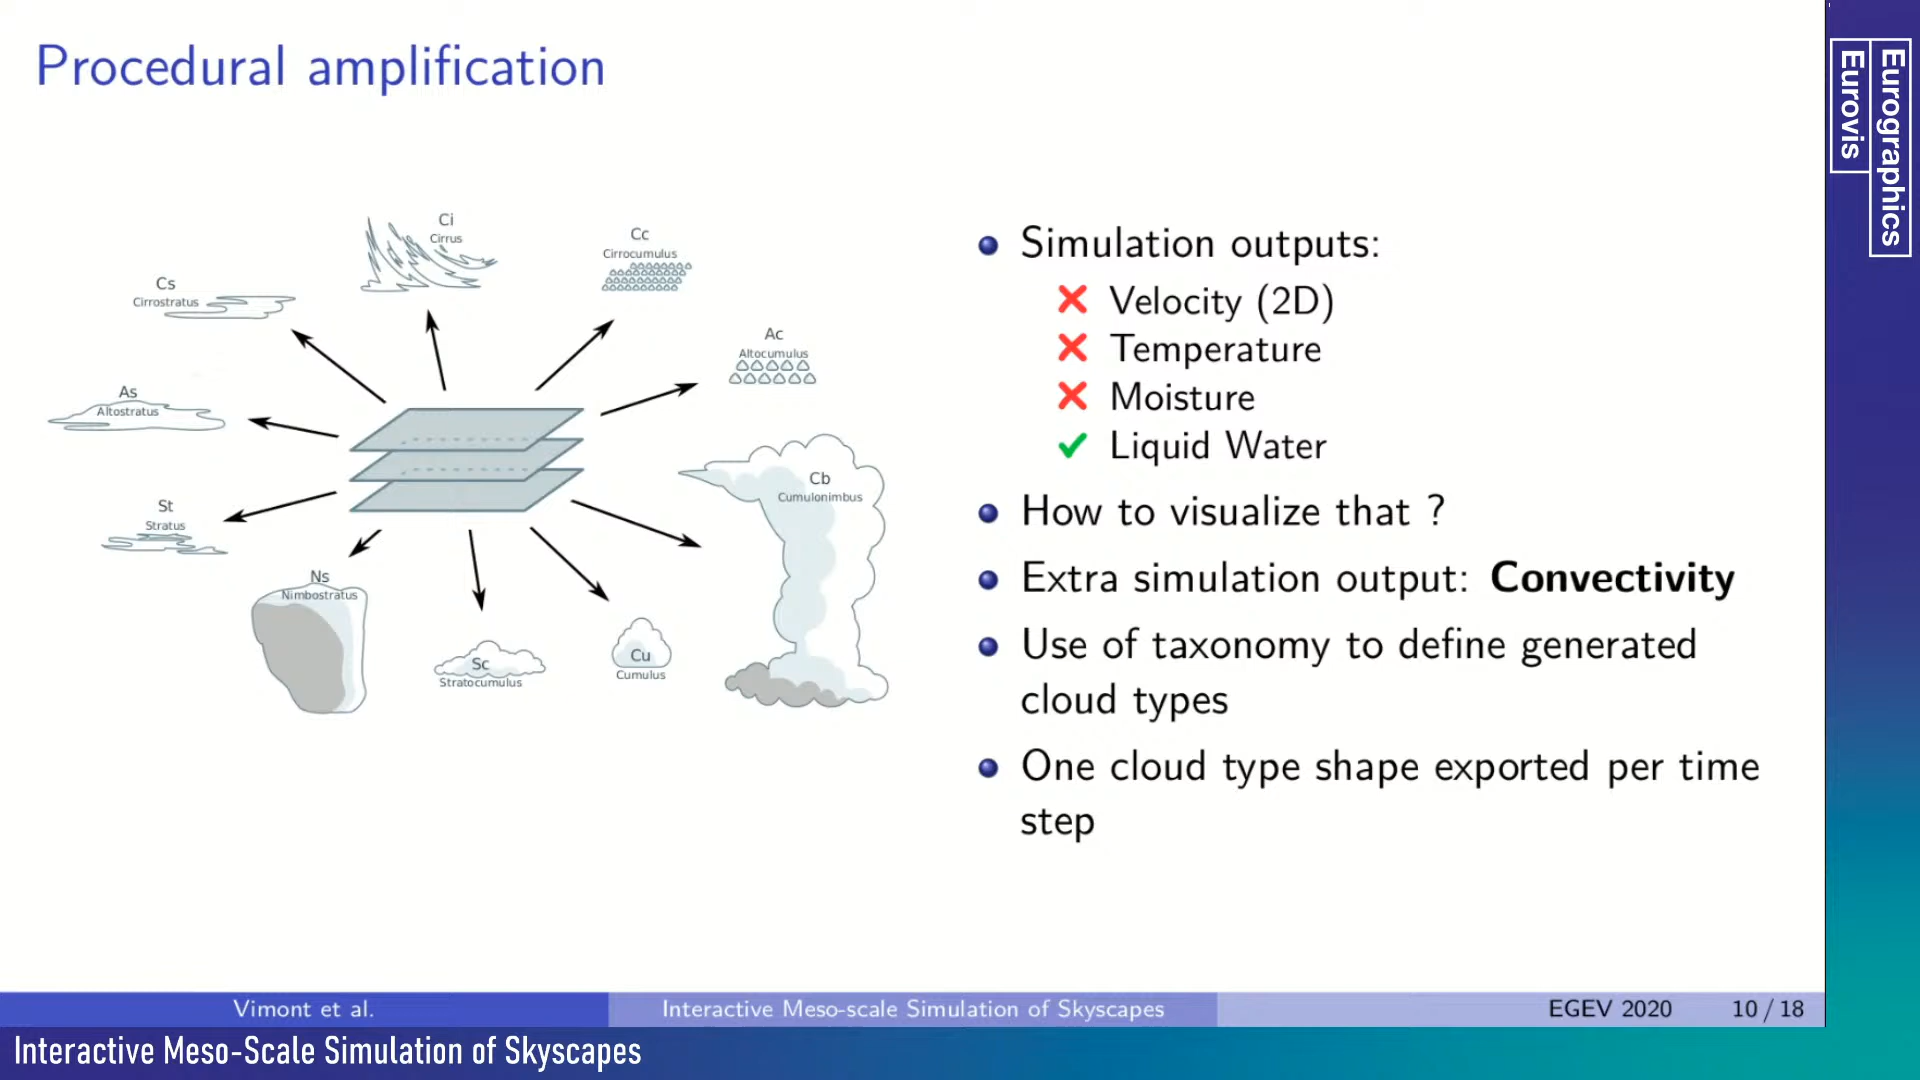 Procedural amplification
Ci
Cirrus
Cc
Cirrocumulus
Cs
Cirrostratus
Ac
Altocumulus
As
Altostratus
Cb
Cumulonimbus
St
Stratus
Ns
Nimbostratus
Sc
Stratocumulus
Cu
Cumulus
Simulation outputs:
Velocity (2D)
Temperature
Moisture
Liquid Water
How to visualize that ?
Extra simulation output: Convectivity
Use of taxonomy to define generated
cloud types
One cloud type shape exported per time
step
Vimont et al.
Interactive Meso-scale Simulation of Skyscapes
EGEV 2020
10 / 18
Interactive Meso-Scale Simulation of Skyscapes
Eurographics
Eurovis